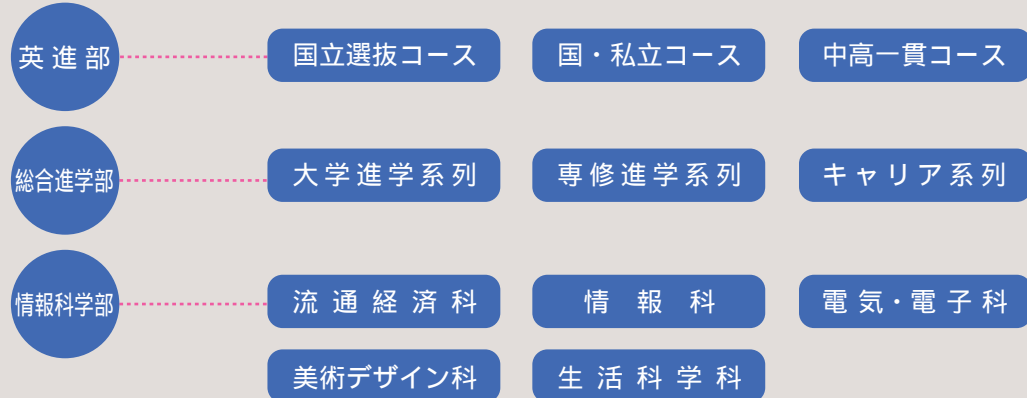 英進部 国立選抜コース 国・私立コース 中高一貫コース
総合進学部 大学進学系列 専修進学系列 キャリア系列
情報科学部 流通経済科 情報科 電気・電子科
美術デザイン科 生活科学科